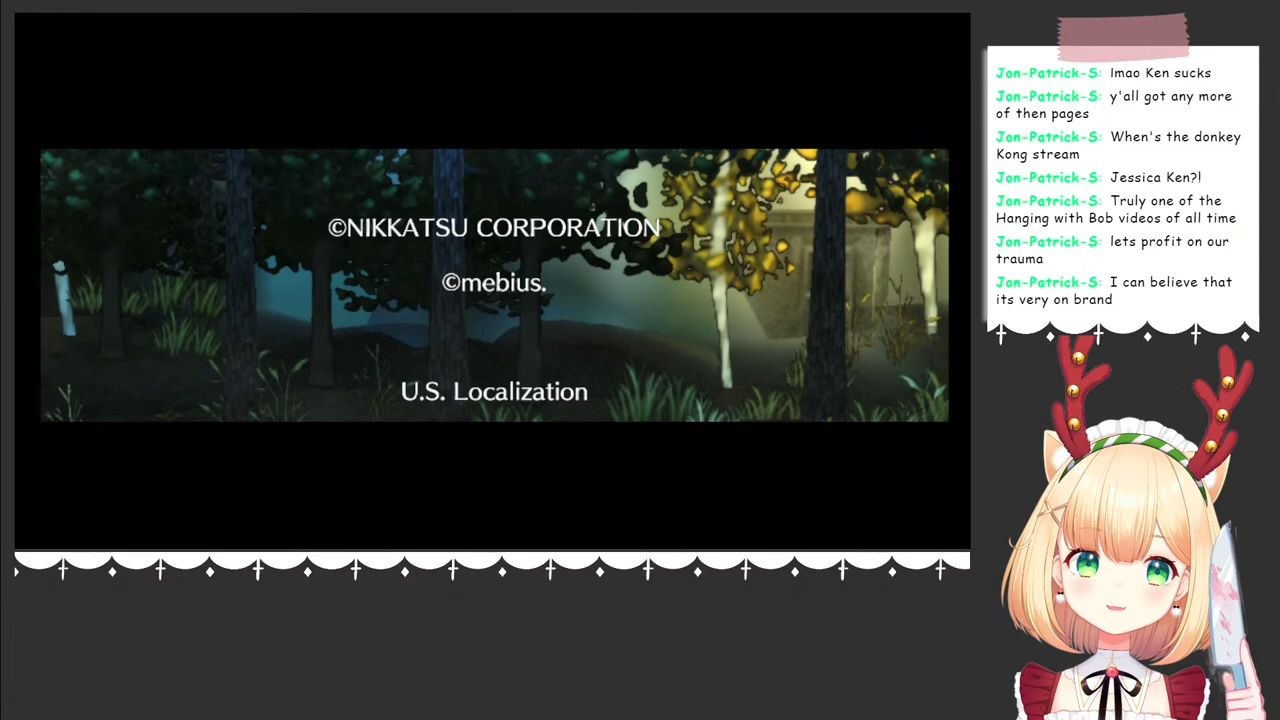 ©NIKKATSU CORPORATION
©mebius.
U.S. Localization
Jon-Patrick-S: lmao Ken sucks
Jon-Patrick-S: y'all got any more
of then pages
Jon-Patrick-S: When's the donkey
Kong stream
Jon-Patrick-S: Jessica Ken?!
Jon-Patrick-S: Truly one of the
Hanging with Bob videos of all time
Jon-Patrick-S: lets profit on our
trauma
Jon-Patrick-S: I can believe that
its very on brand